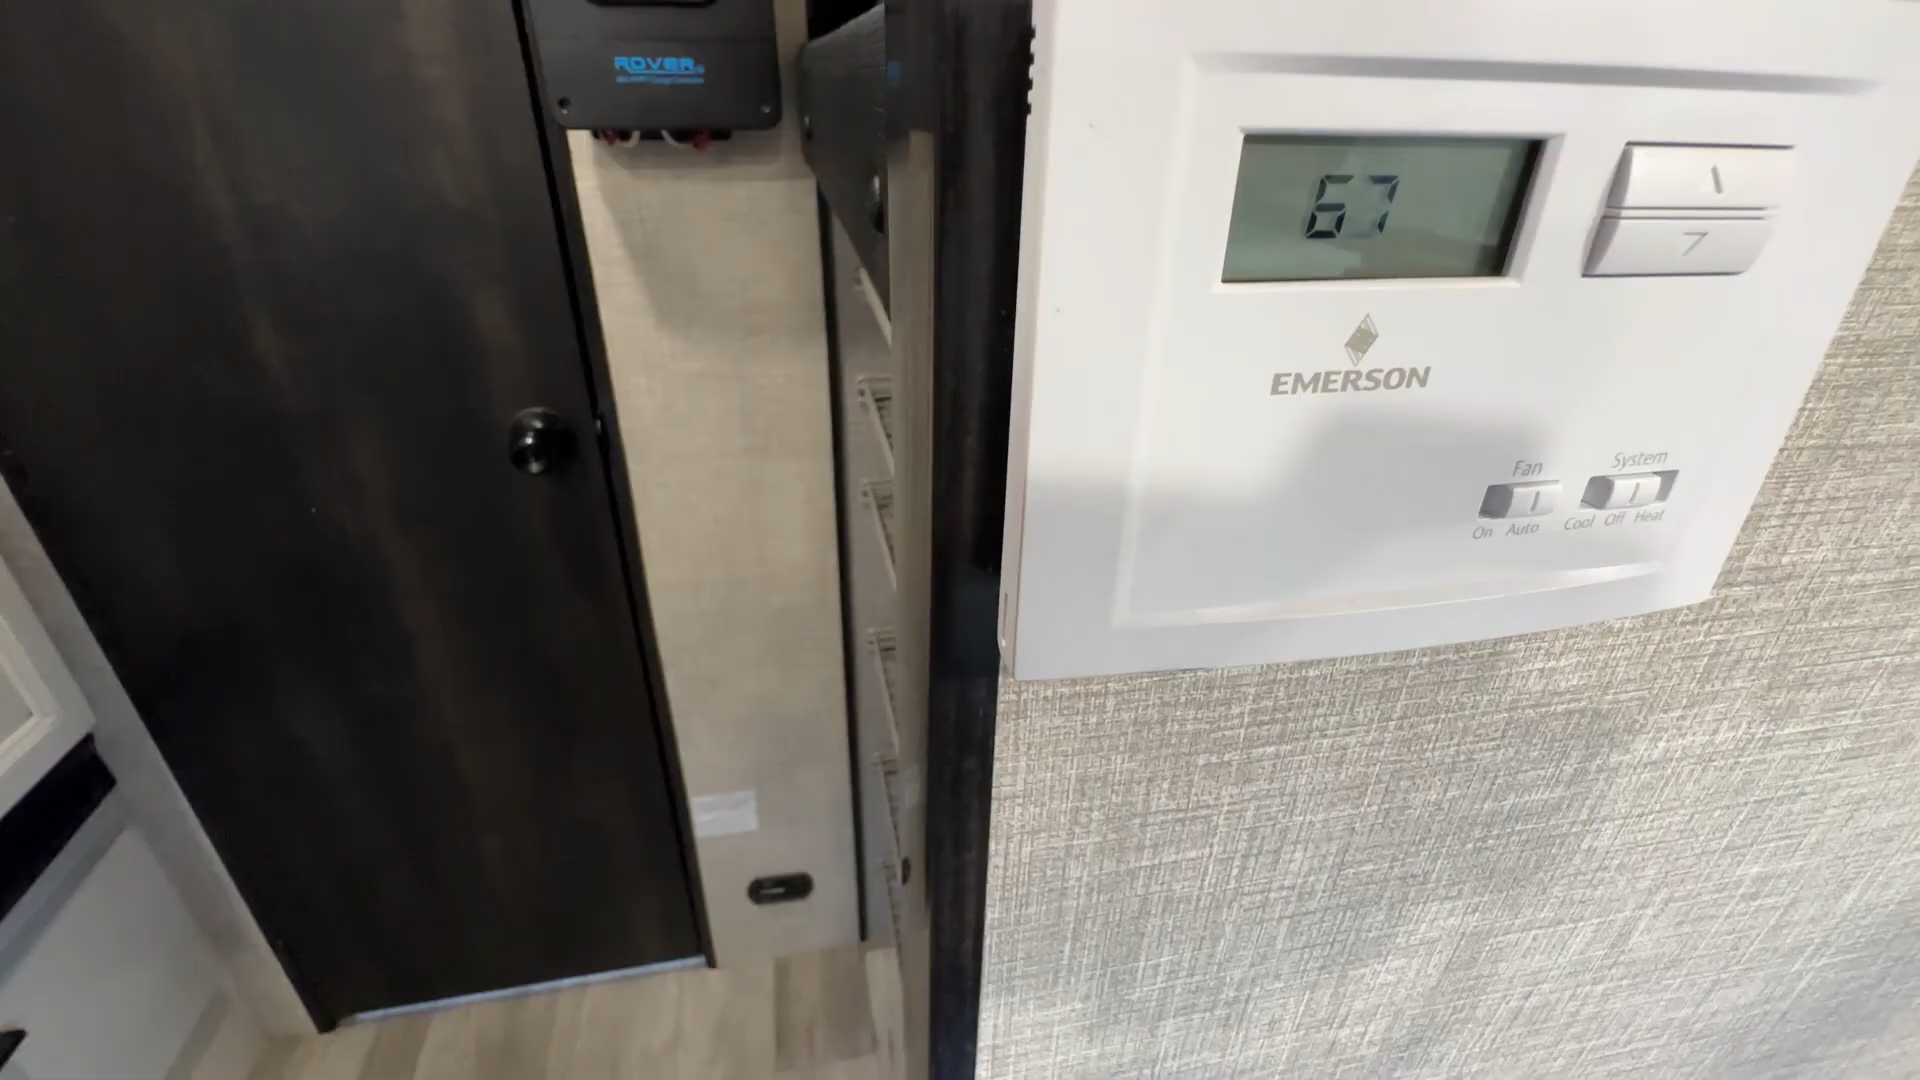 ROVER
67
EMERSON
Fan
System
On Auto
Cool Off Heat